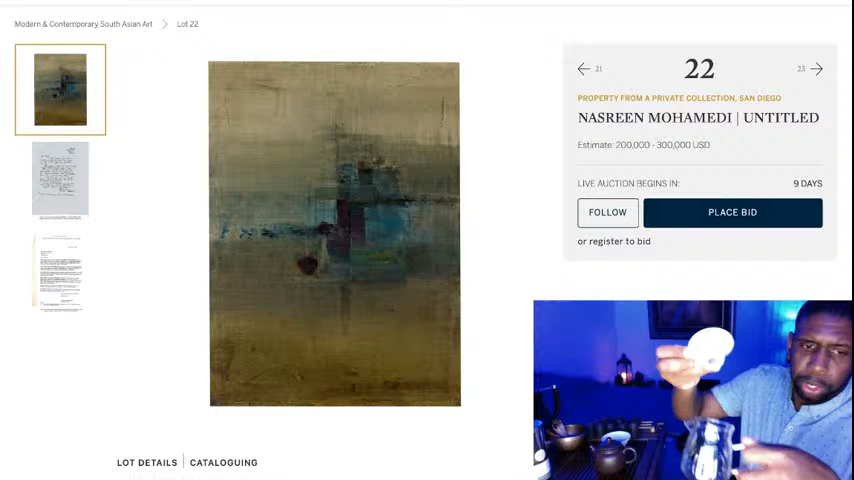 Modern & Contemporary South Asian Art
Lot 22
21
22
23
PROPERTY FROM A PRIVATE COLLECTION, SAN DIEGO
NASREEN MOHAMEDI | UNTITLED
Estimate: 200,000 - 300,000 USD
LIVE AUCTION BEGINS IN:
9 DAYS
FOLLOW
PLACE BID
or register to bid
LOT DETAILS
CATALOGUING